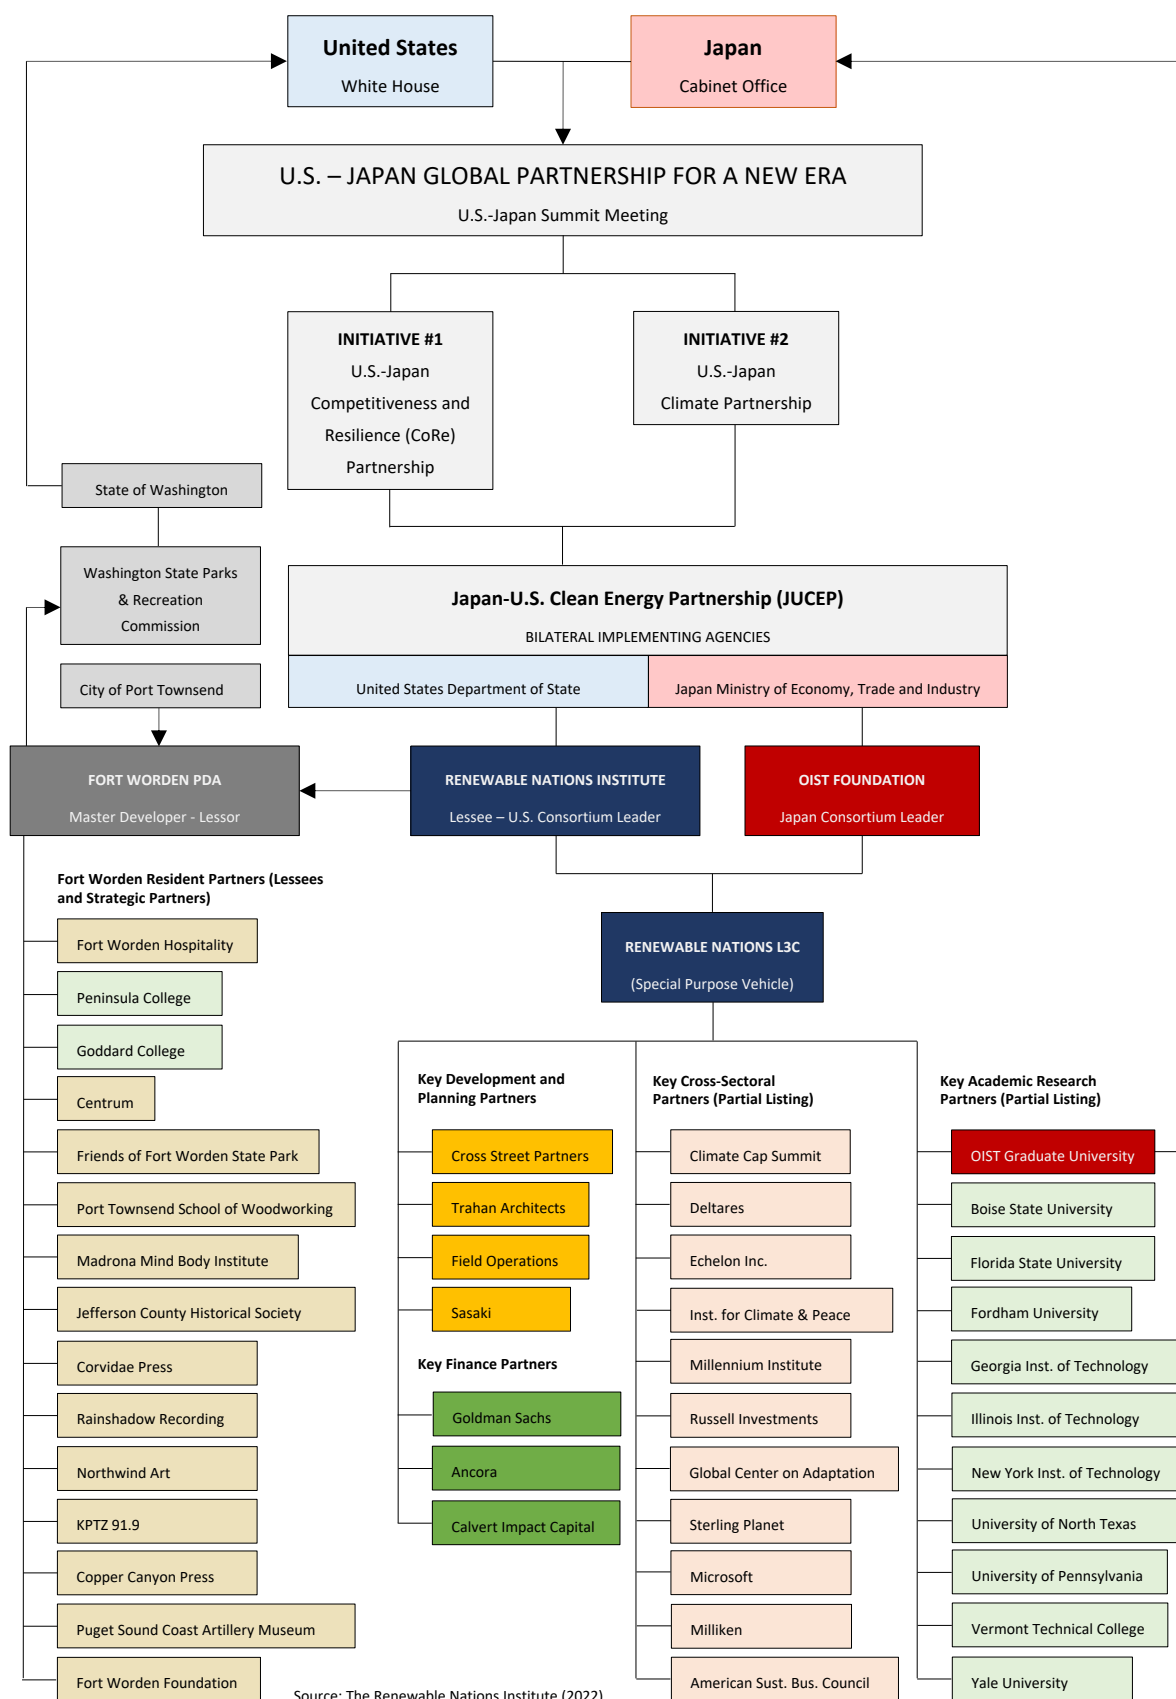 United States
White House
Japan
Cabinet Office
U.S. – JAPAN GLOBAL PARTNERSHIP FOR A NEW ERA
U.S.-Japan Summit Meeting
INITIATIVE #1
U.S.-Japan
Competitiveness and
Resilience (CoRe)
Partnership
INITIATIVE #2
U.S.-Japan
Climate Partnership
State of Washington
Washington State Parks
& Recreation
Commission
City of Port Townsend
Japan-U.S. Clean Energy Partnership (JUCEP)
BILATERAL IMPLEMENTING AGENCIES
United States Department of State
Japan Ministry of Economy, Trade and Industry
FORT WORDEN PDA
Master Developer - Lessor
RENEWABLE NATIONS INSTITUTE
Lessee – U.S. Consortium Leader
OIST FOUNDATION
Japan Consortium Leader
Fort Worden Resident Partners (Lessees
and Strategic Partners)
Fort Worden Hospitality
Peninsula College
Goddard College
Centrum
Friends of Fort Worden State Park
Port Townsend School of Woodworking
Madrona Mind Body Institute
Jefferson County Historical Society
Corvidae Press
Rainshadow Recording
Northwind Art
KPTZ 91.9
Copper Canyon Press
Puget Sound Coast Artillery Museum
Fort Worden Foundation
RENEWABLE NATIONS L3C
(Special Purpose Vehicle)
Key Development and
Planning Partners
Cross Street Partners
Trahan Architects
Field Operations
Sasaki
Key Finance Partners
Goldman Sachs
Ancora
Calvert Impact Capital
Key Cross-Sectoral
Partners (Partial Listing)
Climate Cap Summit
Deltares
Echelon Inc.
Inst. for Climate & Peace
Millennium Institute
Russell Investments
Global Center on Adaptation
Sterling Planet
Microsoft
Milliken
American Sust. Bus. Council
Key Academic Research
Partners (Partial Listing)
OIST Graduate University
Boise State University
Florida State University
Fordham University
Georgia Inst. of Technology
Illinois Inst. of Technology
New York Inst. of Technology
University of North Texas
University of Pennsylvania
Vermont Technical College
Yale University
Source: The Renewable Nations Institute (2022)